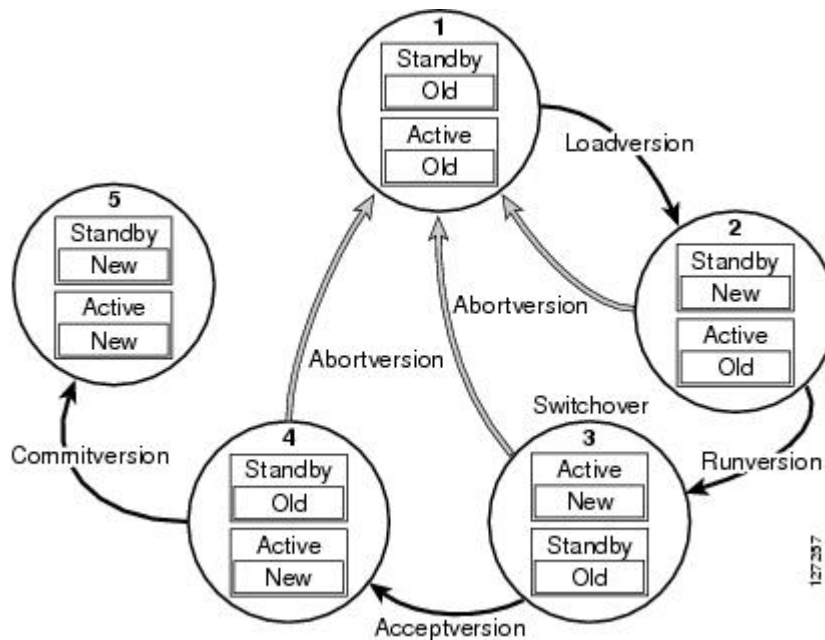 1
Standby
Old
Active
Old
Loadversion
5
Standby
New
Active
New
2
Standby
New
Active
Old
Abortversion
Abortversion
Switchover
4
Standby
Old
Active
New
3
Active
New
Standby
Old
Commitversion
Runversion
Acceptversion
127257